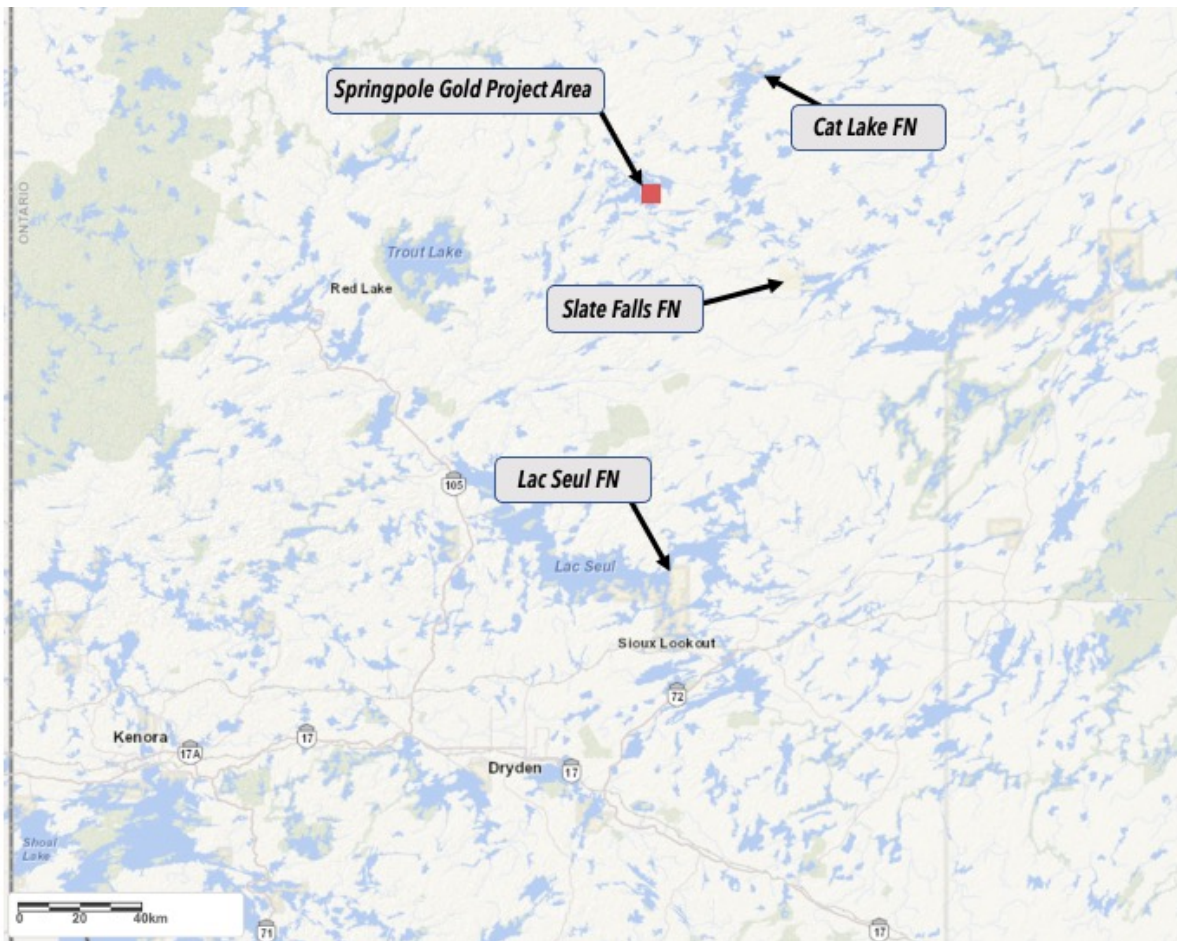 Springpole Gold Project Area
Cat Lake FN
ONTARIO
Trout Lake
Red Lake
Slate Falls FN
Lac Seul FN
105
Lac Seul
Sioux Lookout
72
Kenora
17A
17
Dryden
17
Shoal
Lake
0 20 40km
71
17